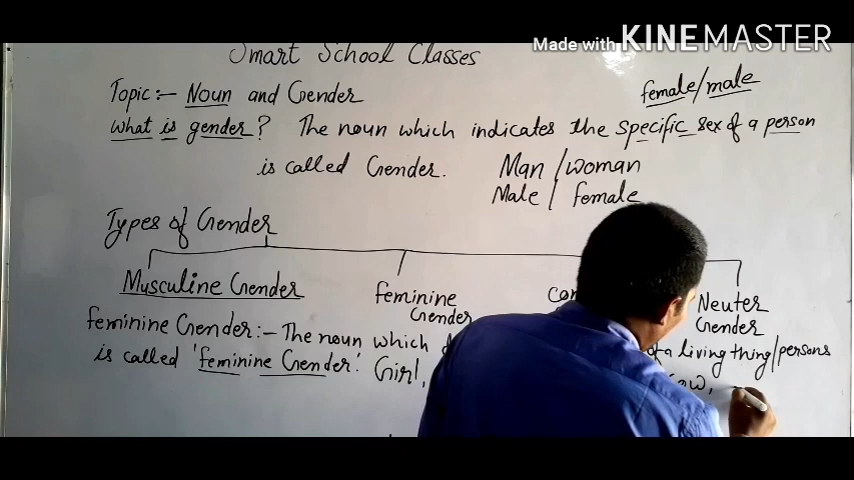 Made with KINEMASTER
Smart School Classes
Topic:- Noun and Gender
female/male
what is gender? The noun which indicates the specific sex of a person
is called Gender. Man/woman
Male/female
Types of Gender
Musculine Gender
feminine Gender
Neuter Gender
feminine Gender:- The noun which of a living thing/persons
is called 'feminine Gender'. Girl,